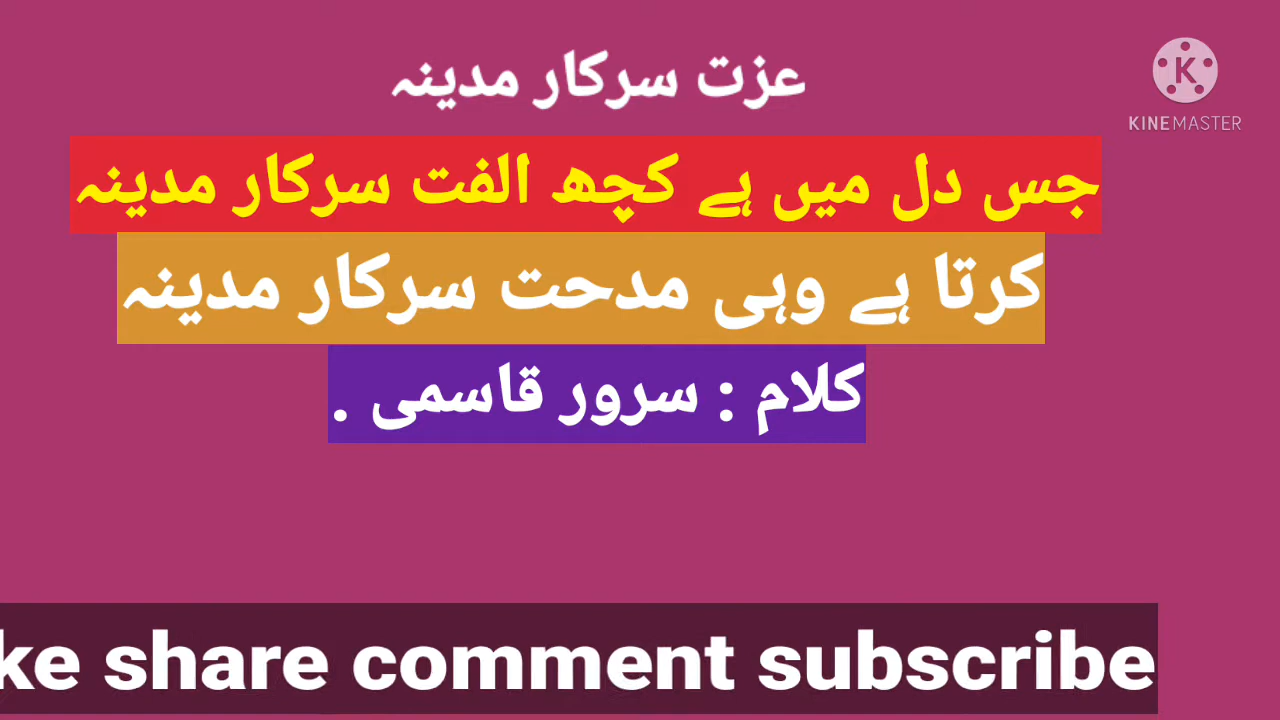 عزت سرکار مدینہ
KINEMASTER
جس دل میں ہے کچھ الفت سرکار مدینہ
کرتا ہے وہی مدحت سرکار مدینہ
کلام : سرور قاسمی .
ke share comment subscribe